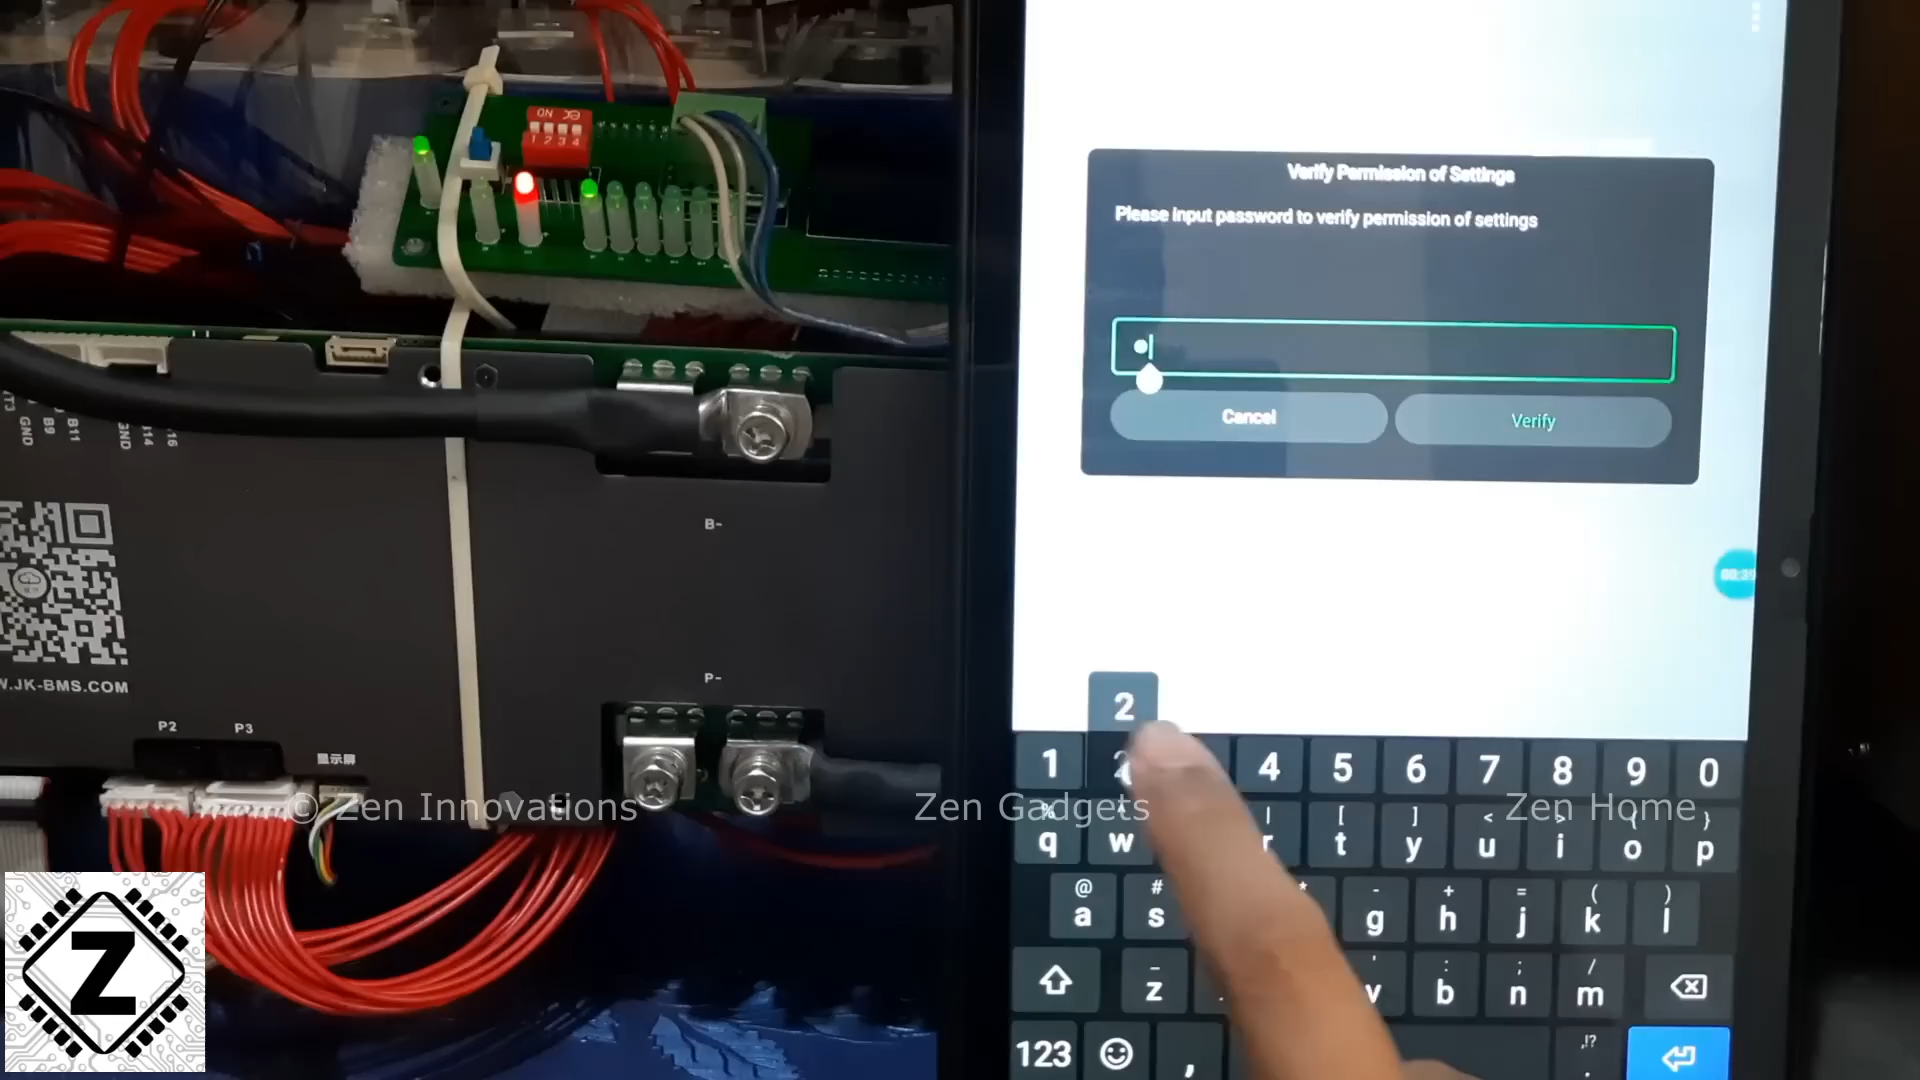 ON
1 2 3 4
GND
B9
B11
B-
P-
W.JK-BMS.COM
P2
P3
显示屏
Verify Permission of Settings
Please input password to verify permission of settings
Cancel
Verify
2
1 4 5 6 7 8 9 0
q w r t y u i o p
@ # * - + = ( )
a s g h j k l
z v b n m
123 , !?
© Zen Innovations
Zen Gadgets
Zen Home
Z